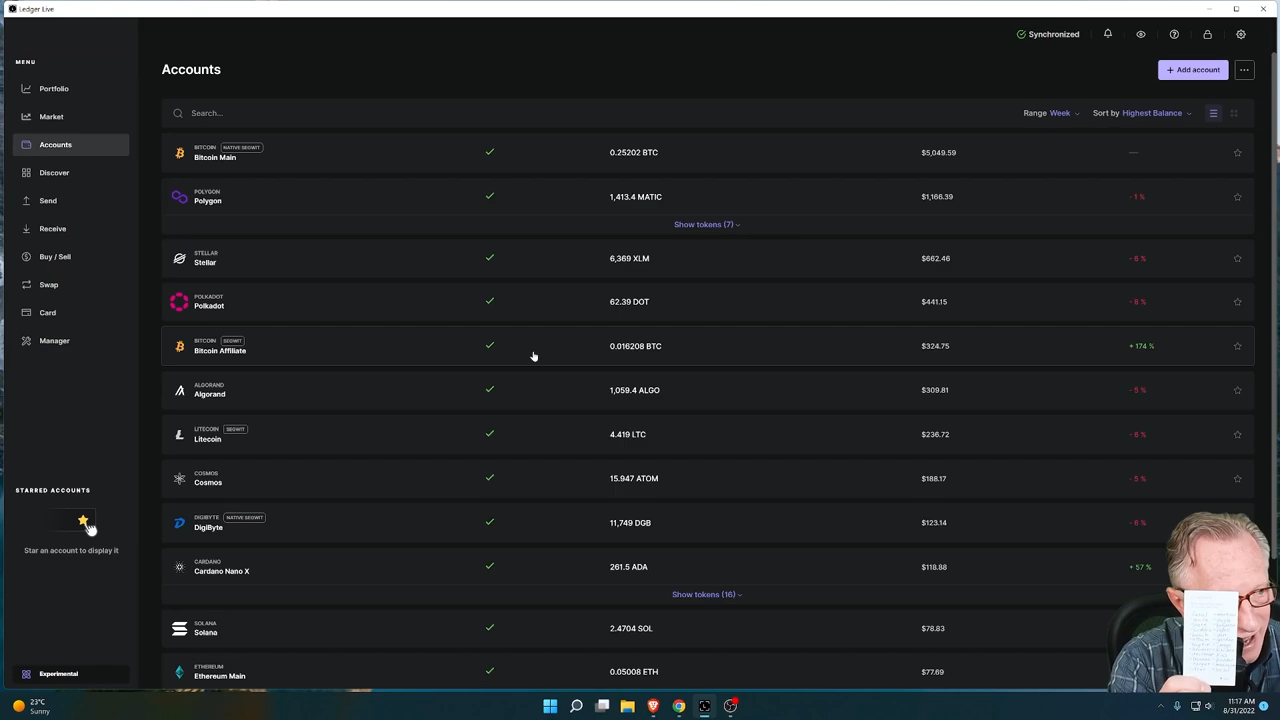 Ledger Live
MENU
Portfolio
Market
Accounts
Discover
Send
Receive
Buy / Sell
Swap
Card
Manager
STARRED ACCOUNTS
Star an account to display it
Experimental
Synchronized
Accounts
+ Add account
Search...
Range Week
Sort by Highest Balance
BITCOIN NATIVE SEGWIT
Bitcoin Main 0.25202 BTC $5,049.59 —
POLYGON
Polygon 1,413.4 MATIC $1,166.39 - 1 %
Show tokens (7)
STELLAR
Stellar 6,369 XLM $662.46 - 6 %
POLKADOT
Polkadot 62.39 DOT $441.15 - 8 %
BITCOIN SEGWIT
Bitcoin Affiliate 0.016208 BTC $324.75 + 174 %
ALGORAND
Algorand 1,059.4 ALGO $309.81 - 5 %
LITECOIN SEGWIT
Litecoin 4.419 LTC $236.72 - 6 %
COSMOS
Cosmos 15.947 ATOM $188.17 - 5 %
DIGIBYTE NATIVE SEGWIT
DigiByte 11,749 DGB $123.14 - 6 %
CARDANO
Cardano Nano X 261.5 ADA $118.88 + 57 %
Show tokens (16)
SOLANA
Solana 2.4704 SOL $78.83
ETHEREUM
Ethereum Main ETH $77.69
23°C
Sunny
11:17 AM
8/31/2022